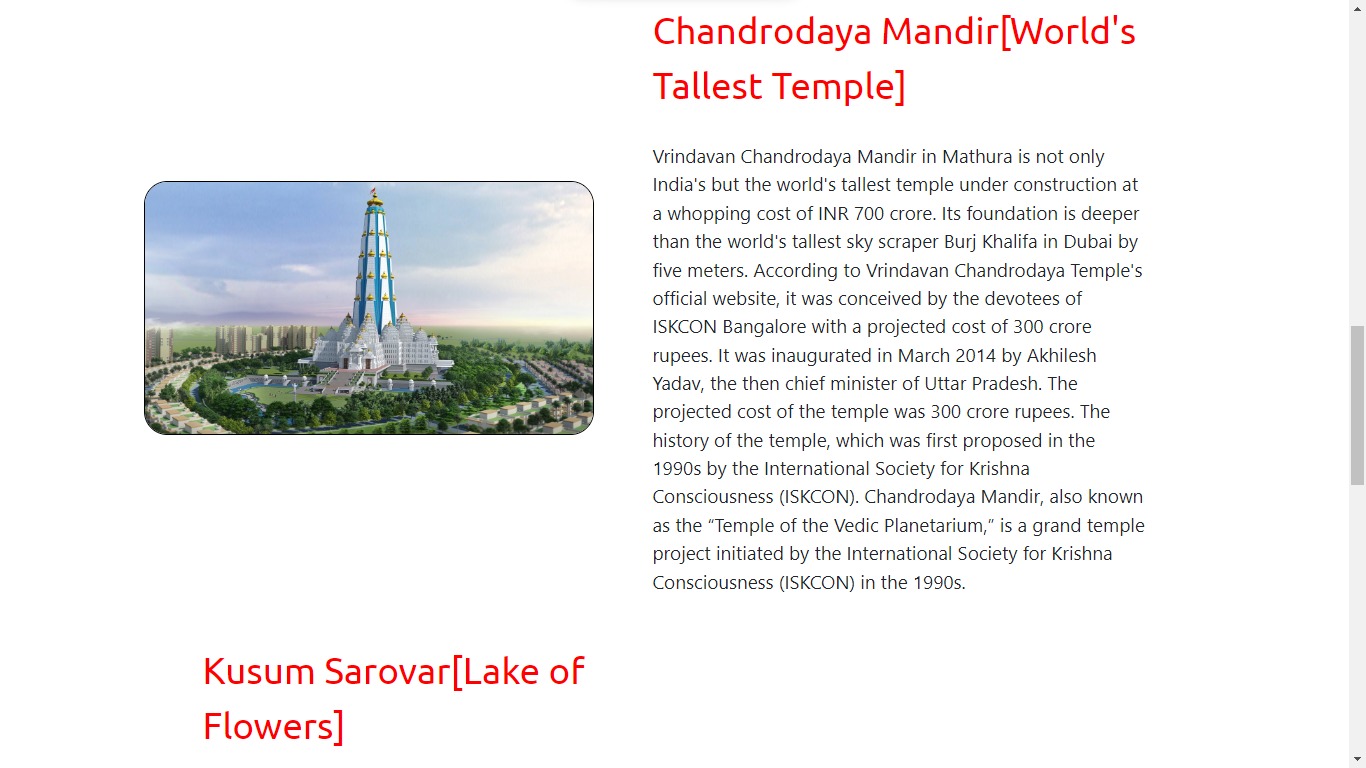 Chandrodaya Mandir[World's
Tallest Temple]
Vrindavan Chandrodaya Mandir in Mathura is not only
India's but the world's tallest temple under construction at
a whopping cost of INR 700 crore. Its foundation is deeper
than the world's tallest sky scraper Burj Khalifa in Dubai by
five meters. According to Vrindavan Chandrodaya Temple's
official website, it was conceived by the devotees of
ISKCON Bangalore with a projected cost of 300 crore
rupees. It was inaugurated in March 2014 by Akhilesh
Yadav, the then chief minister of Uttar Pradesh. The
projected cost of the temple was 300 crore rupees. The
history of the temple, which was first proposed in the
1990s by the International Society for Krishna
Consciousness (ISKCON). Chandrodaya Mandir, also known
as the “Temple of the Vedic Planetarium,” is a grand temple
project initiated by the International Society for Krishna
Consciousness (ISKCON) in the 1990s.
Kusum Sarovar[Lake of
Flowers]